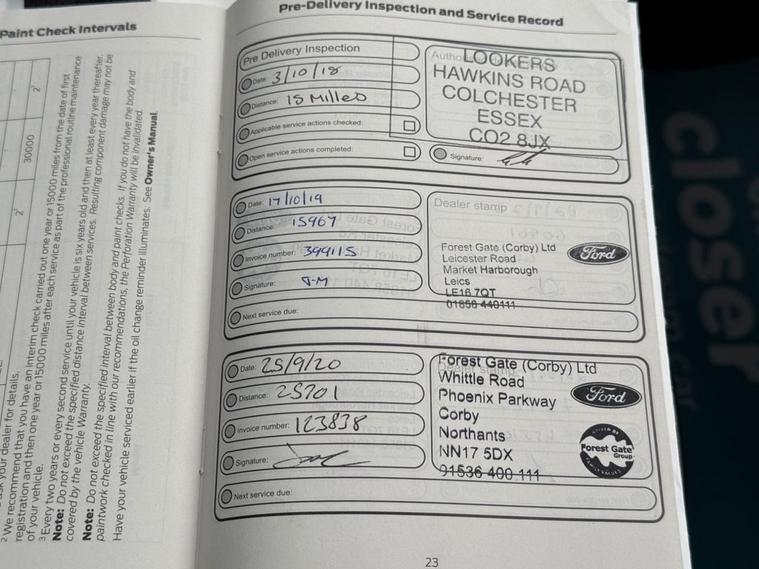 Paint Check Intervals
2
30000
2
your dealer for details.
2 We recommend that you have an interim check carried out one year or 15000 miles from the date of first
registration and then one year or 15000 miles after each service as part of the professional routine maintenance
of your vehicle.
3 Every two years or every second service until your vehicle is six years old and then at least every year thereafter.
Note: Do not exceed the specified distance interval between services. Resulting component damage may not be
covered by the vehicle Warranty.
Note: Do not exceed the specified interval between body and paint checks. If you do not have the body and
paintwork checked in line with our recommendations, the Perforation Warranty will be invalidated.
Have your vehicle serviced earlier if the oil change reminder illuminates. See Owner's Manual.
Pre-Delivery Inspection and Service Record
Pre Delivery Inspection
Date: 3/10/18
Distance: 15 Miles
Applicable service actions checked:
Open service actions completed:
LOOKERS
HAWKINS ROAD
COLCHESTER
ESSEX
CO2 8JX
Signature:
Date: 17/10/19
Distance: 15967
Invoice number: 399115
Signature: J-M
Next service due:
Dealer stamp
Forest Gate (Corby) Ltd
Leicester Road
Market Harborough
Leics
LE16 7QT
01858 440111
Ford
Date: 25/9/20
Distance: 25701
Invoice number: 123838
Signature:
Next service due:
Forest Gate (Corby) Ltd
Whittle Road
Phoenix Parkway
Corby
Northants
NN17 5DX
01536 400 111
Ford
Forest Gate
Group
23
closer